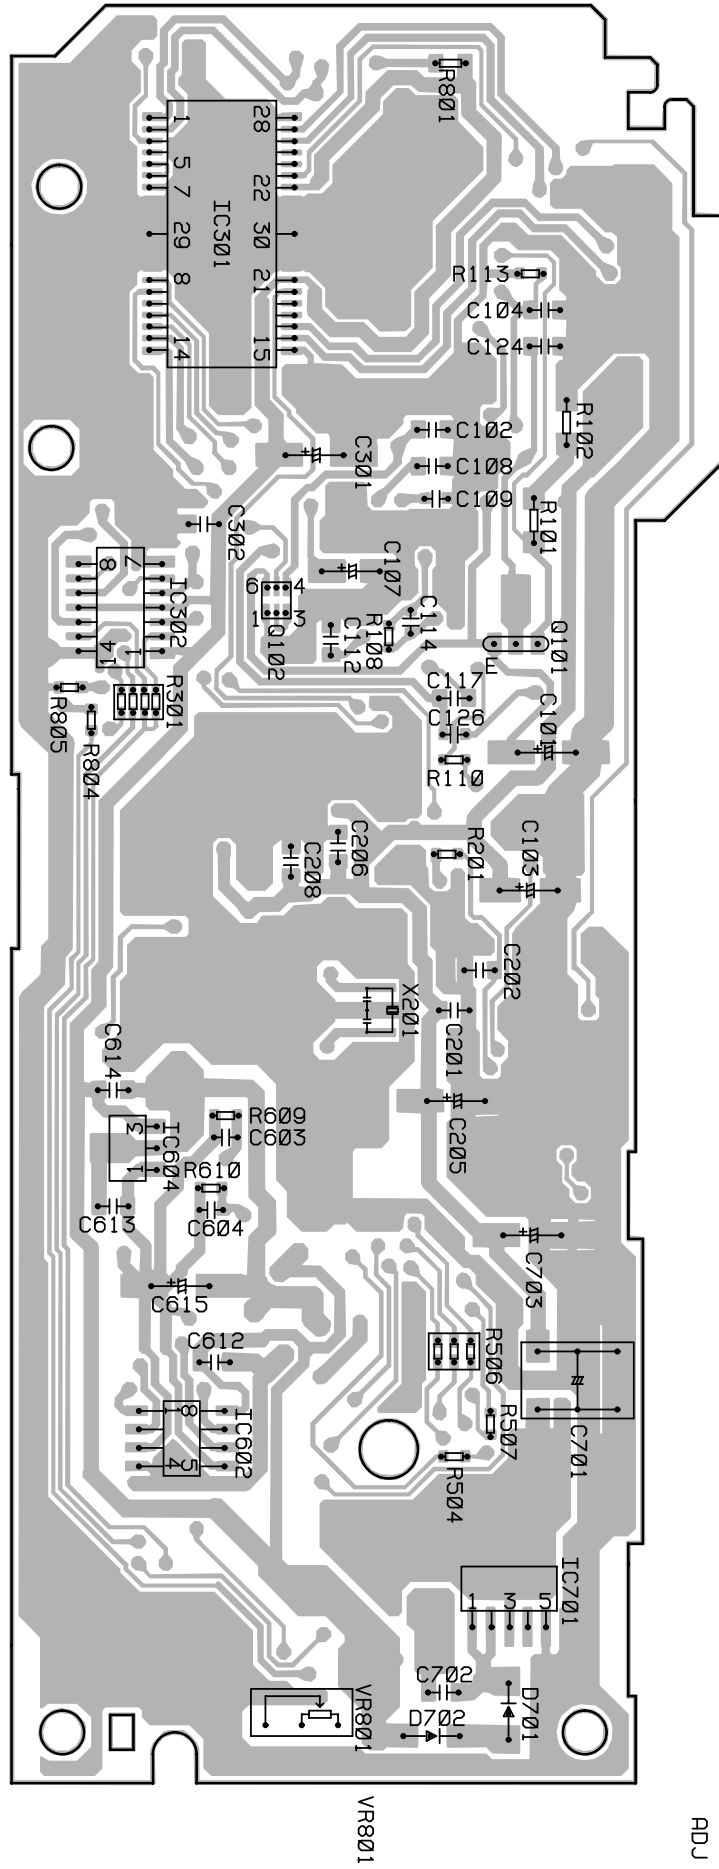 R801
1
28
5
7
22
IC301
29
30
8
21
14
15
R113
C104
C124
R102
C102
C301
C108
C109
R101
C302
8
7
IC302
14
1
C107
6
4
1
3
Q102
C114
R108
C112
Q101
E
C117
C126
R110
C101
R301
R805
R804
C206
C208
R201
C103
C202
X201
C201
C205
C614
R609
C603
3
1
IC604
R610
C613
C604
C703
C615
C612
R506
R507
C701
1
8
4
5
IC602
R504
IC701
1
3
5
C702
D701
D702
VR801
VR801
ADJ